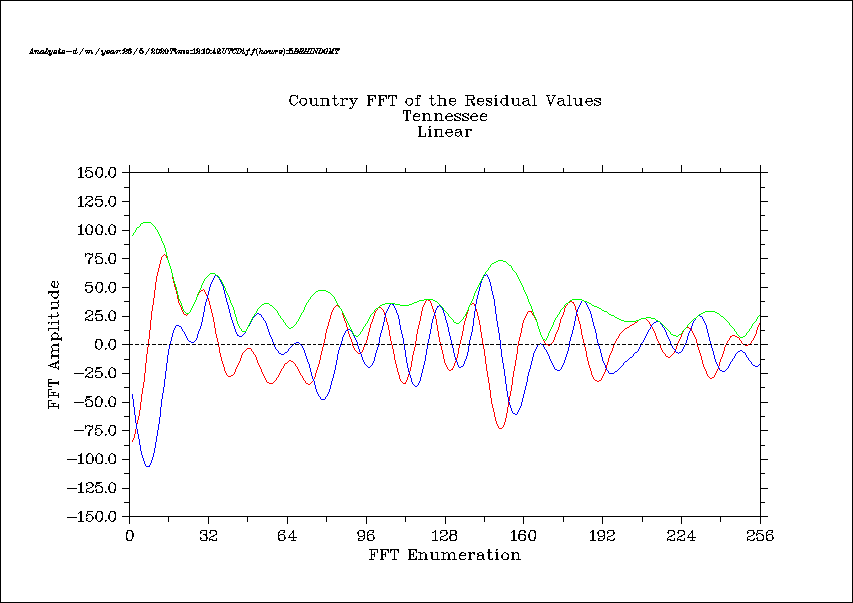 Country FFT of the Residual Values
Tennessee
Linear
150.0
125.0
100.0
75.0
50.0
25.0
0.0
−25.0
−50.0
−75.0
−100.0
−125.0
−150.0
FFT Amplitude
0 32 64 96 128 160 192 224 256
FFT Enumeration